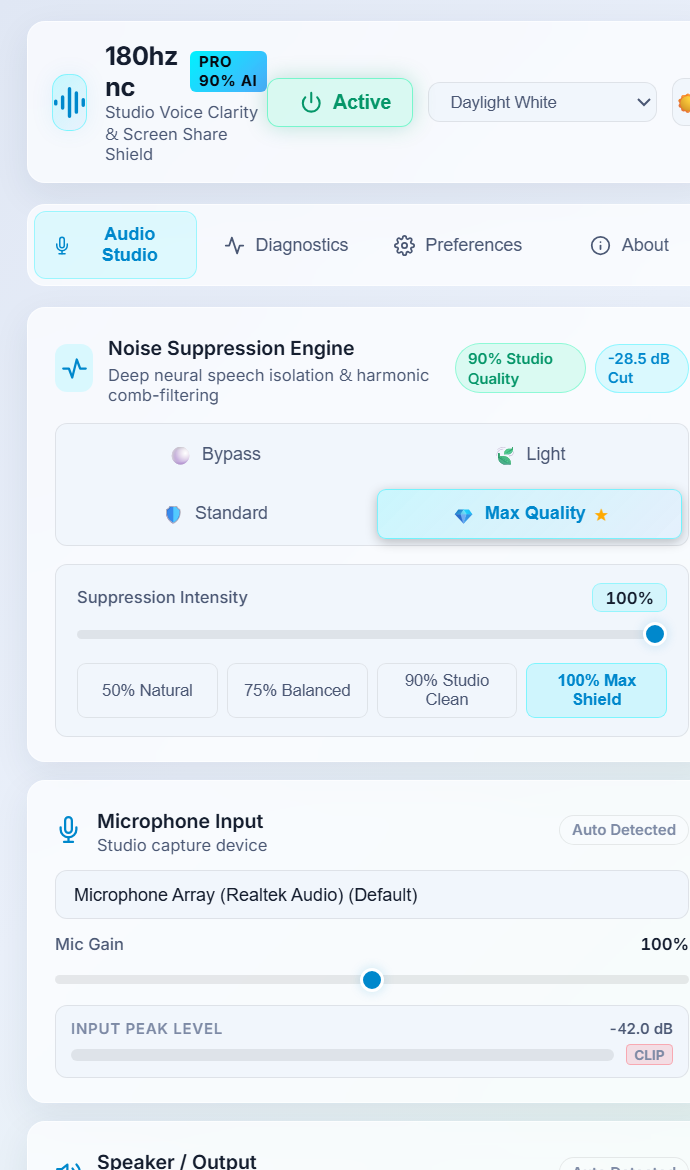 180hz
nc
PRO
90% AI
Studio Voice Clarity
& Screen Share
Shield
Active
Daylight White
Audio
Studio
Diagnostics
Preferences
About
Noise Suppression Engine
Deep neural speech isolation & harmonic
comb-filtering
90% Studio
Quality
-28.5 dB
Cut
Bypass
Light
Standard
Max Quality
Suppression Intensity
100%
50% Natural
75% Balanced
90% Studio
Clean
100% Max
Shield
Microphone Input
Studio capture device
Auto Detected
Microphone Array (Realtek Audio) (Default)
Mic Gain
100%
INPUT PEAK LEVEL
-42.0 dB
CLIP
Speaker / Output
Auto Detected